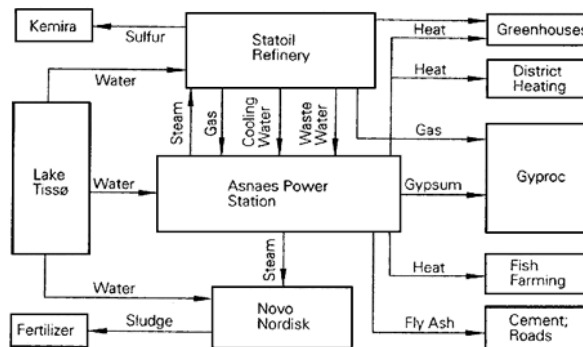 Kemira
Sulfur
Statoil
Refinery
Heat
Greenhouses
Water
Heat
District
Heating
Steam
Gas
Cooling
Water
Waste
Water
Gas
Lake
Tissø
Water
Asnaes Power
Station
Gypsum
Gyproc
Steam
Heat
Fish
Farming
Water
Novo
Nordisk
Fertilizer
Sludge
Fly Ash
Cement;
Roads